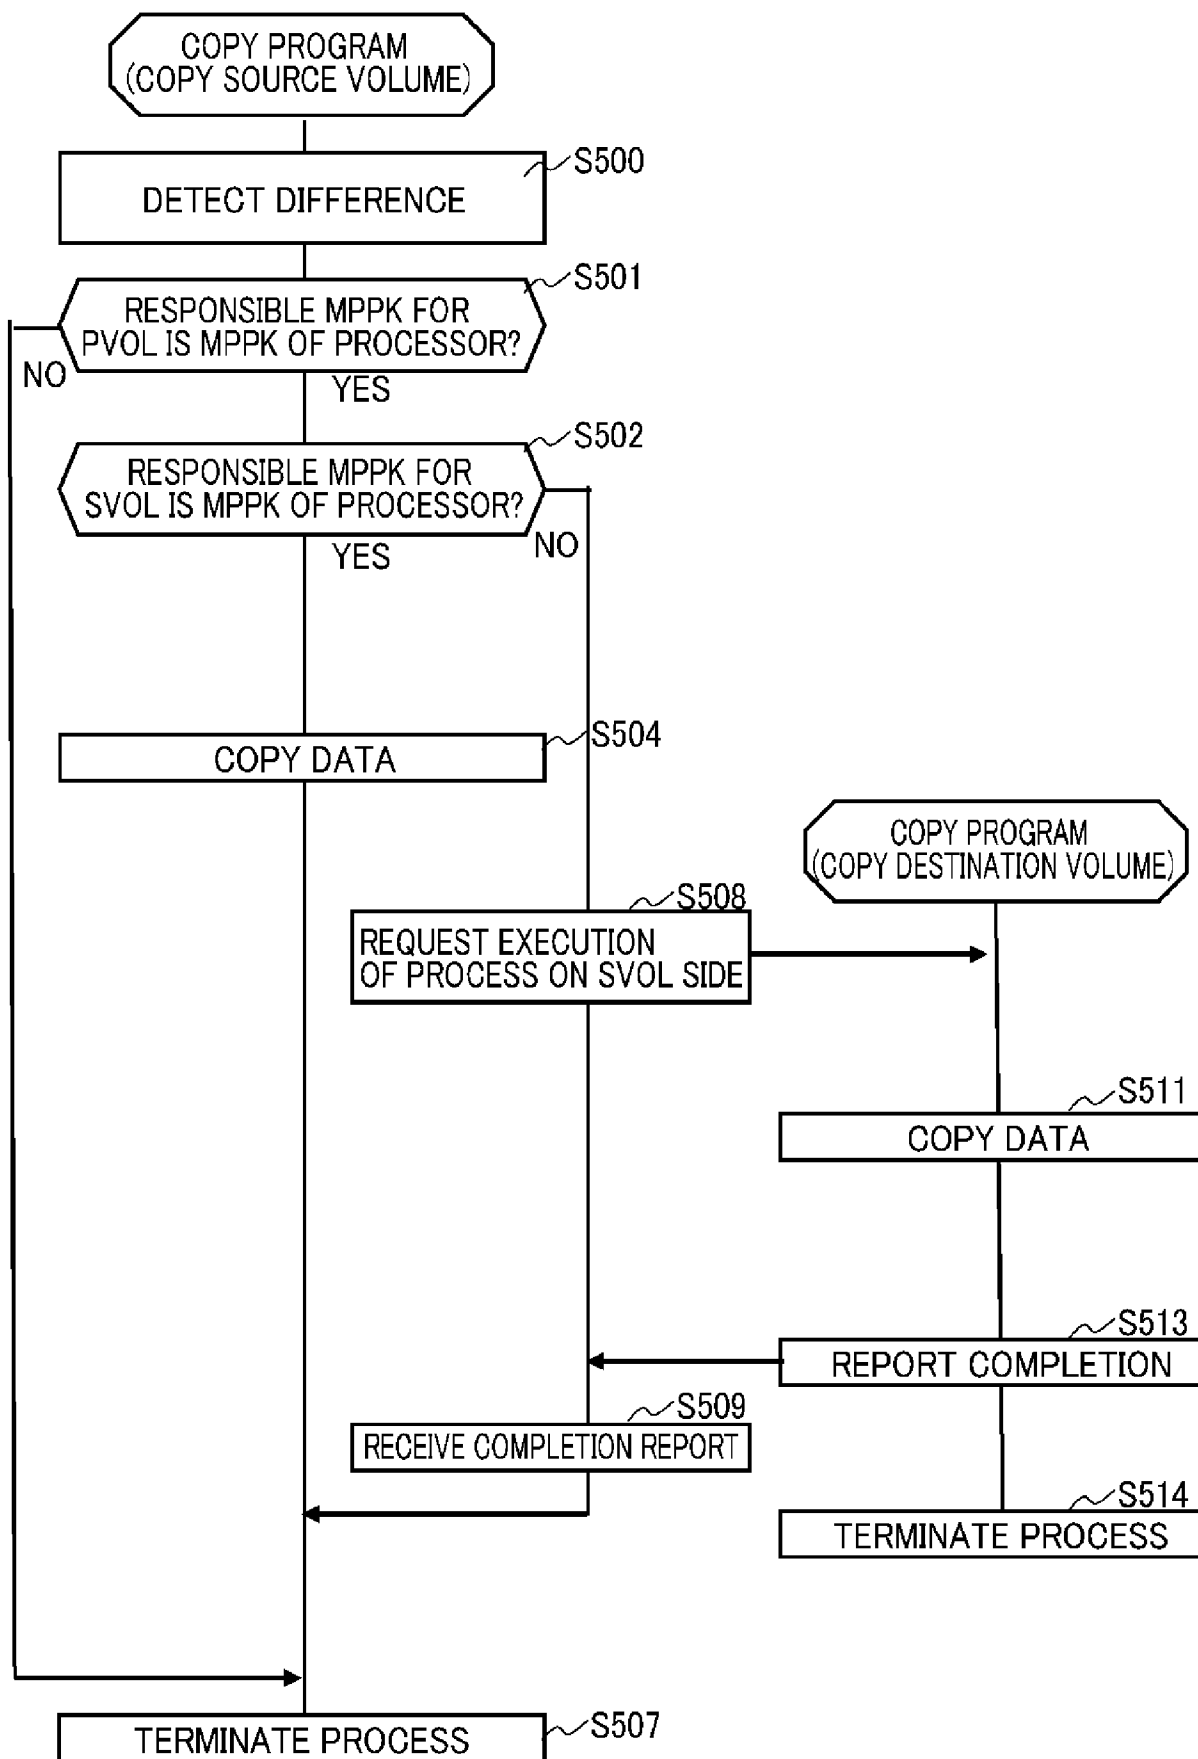 COPY PROGRAM
(COPY SOURCE VOLUME)
S500
DETECT DIFFERENCE
S501
RESPONSIBLE MPPK FOR
PVOL IS MPPK OF PROCESSOR?
NO
YES
S502
RESPONSIBLE MPPK FOR
SVOL IS MPPK OF PROCESSOR?
YES
NO
S504
COPY DATA
COPY PROGRAM
(COPY DESTINATION VOLUME)
S508
REQUEST EXECUTION
OF PROCESS ON SVOL SIDE
S511
COPY DATA
S513
REPORT COMPLETION
S509
RECEIVE COMPLETION REPORT
S514
TERMINATE PROCESS
S507
TERMINATE PROCESS